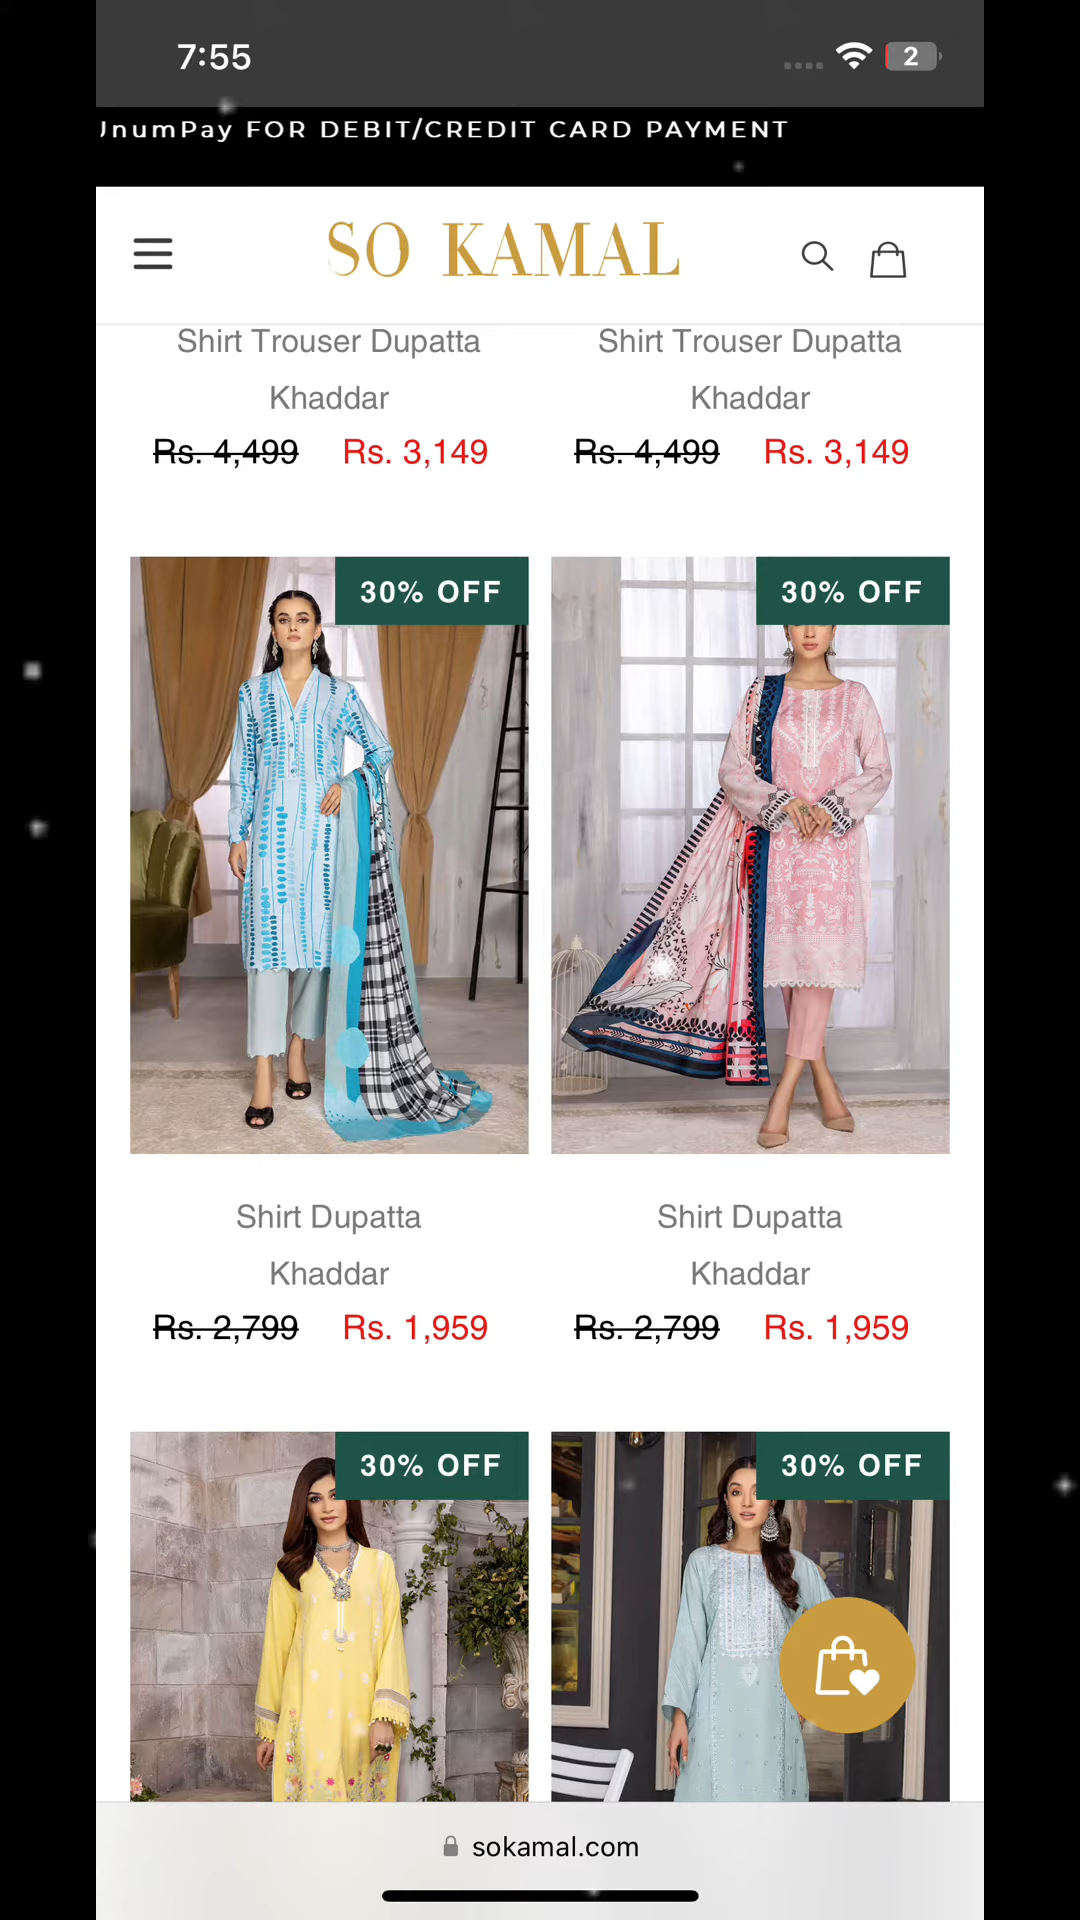 7:55
2
UnumPay FOR DEBIT/CREDIT CARD PAYMENT
SO KAMAL
Shirt Trouser Dupatta
Shirt Trouser Dupatta
Khaddar
Khaddar
Rs. 4,499 Rs. 3,149
Rs. 4,499 Rs. 3,149
30% OFF
30% OFF
Shirt Dupatta
Shirt Dupatta
Khaddar
Khaddar
Rs. 2,799 Rs. 1,959
Rs. 2,799 Rs. 1,959
30% OFF
30% OFF
sokamal.com